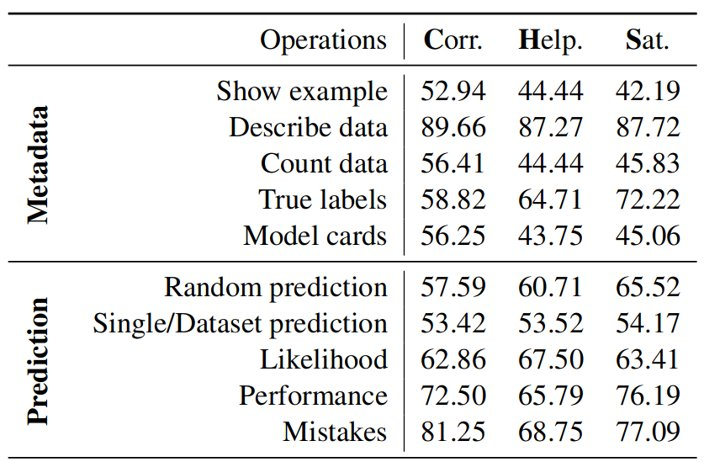 Operations Corr. Help. Sat.
Metadata
Show example 52.94 44.44 42.19
Describe data 89.66 87.27 87.72
Count data 56.41 44.44 45.83
True labels 58.82 64.71 72.22
Model cards 56.25 43.75 45.06
Prediction
Random prediction 57.59 60.71 65.52
Single/Dataset prediction 53.42 53.52 54.17
Likelihood 62.86 67.50 63.41
Performance 72.50 65.79 76.19
Mistakes 81.25 68.75 77.09